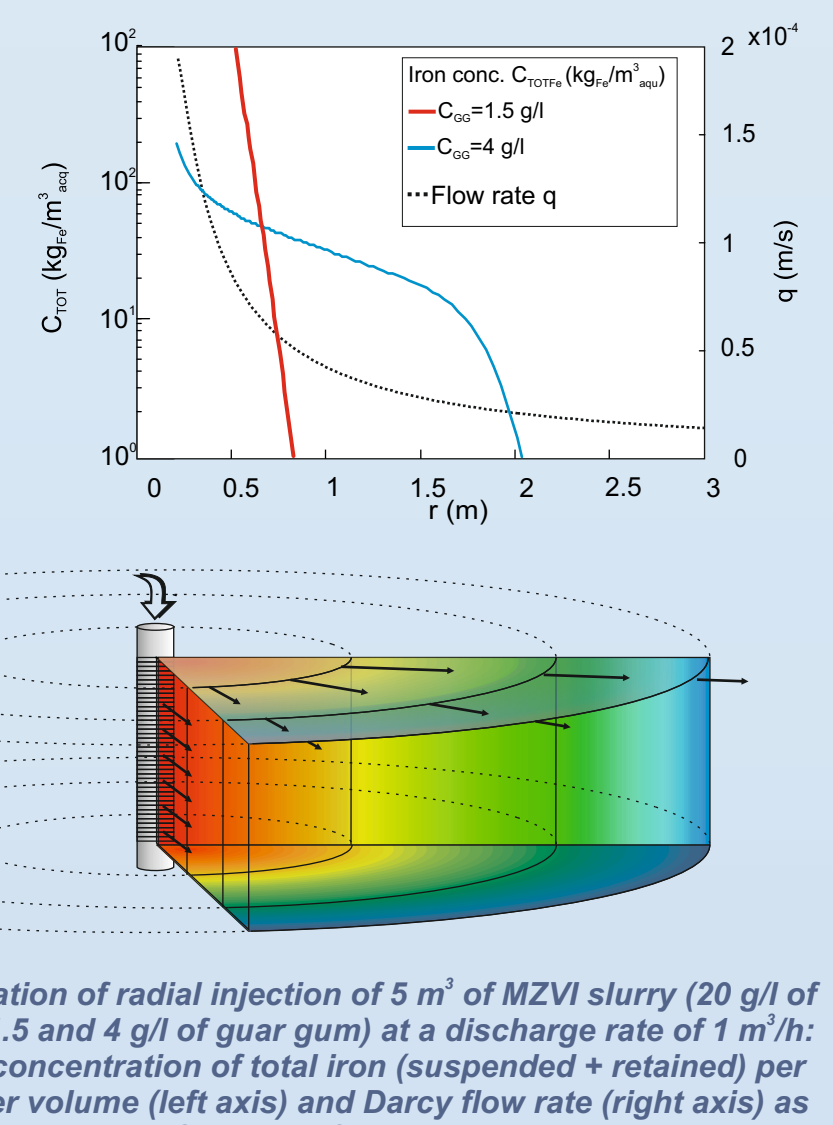 10² 2 x10⁻⁴
Iron conc. C_TOTFe (kg_Fe/m³_aqu)
C_GG=1.5 g/l
C_GG=4 g/l
Flow rate q
1.5
10²
1
10¹
0.5
10⁰ 0
C_TOT (kg_Fe/m³_acq)
q (m/s)
0 0.5 1 1.5 2 2.5 3
r (m)
ation of radial injection of 5 m³ of MZVI slurry (20 g/l of
.5 and 4 g/l of guar gum) at a discharge rate of 1 m³/h:
concentration of total iron (suspended + retained) per
er volume (left axis) and Darcy flow rate (right axis) as